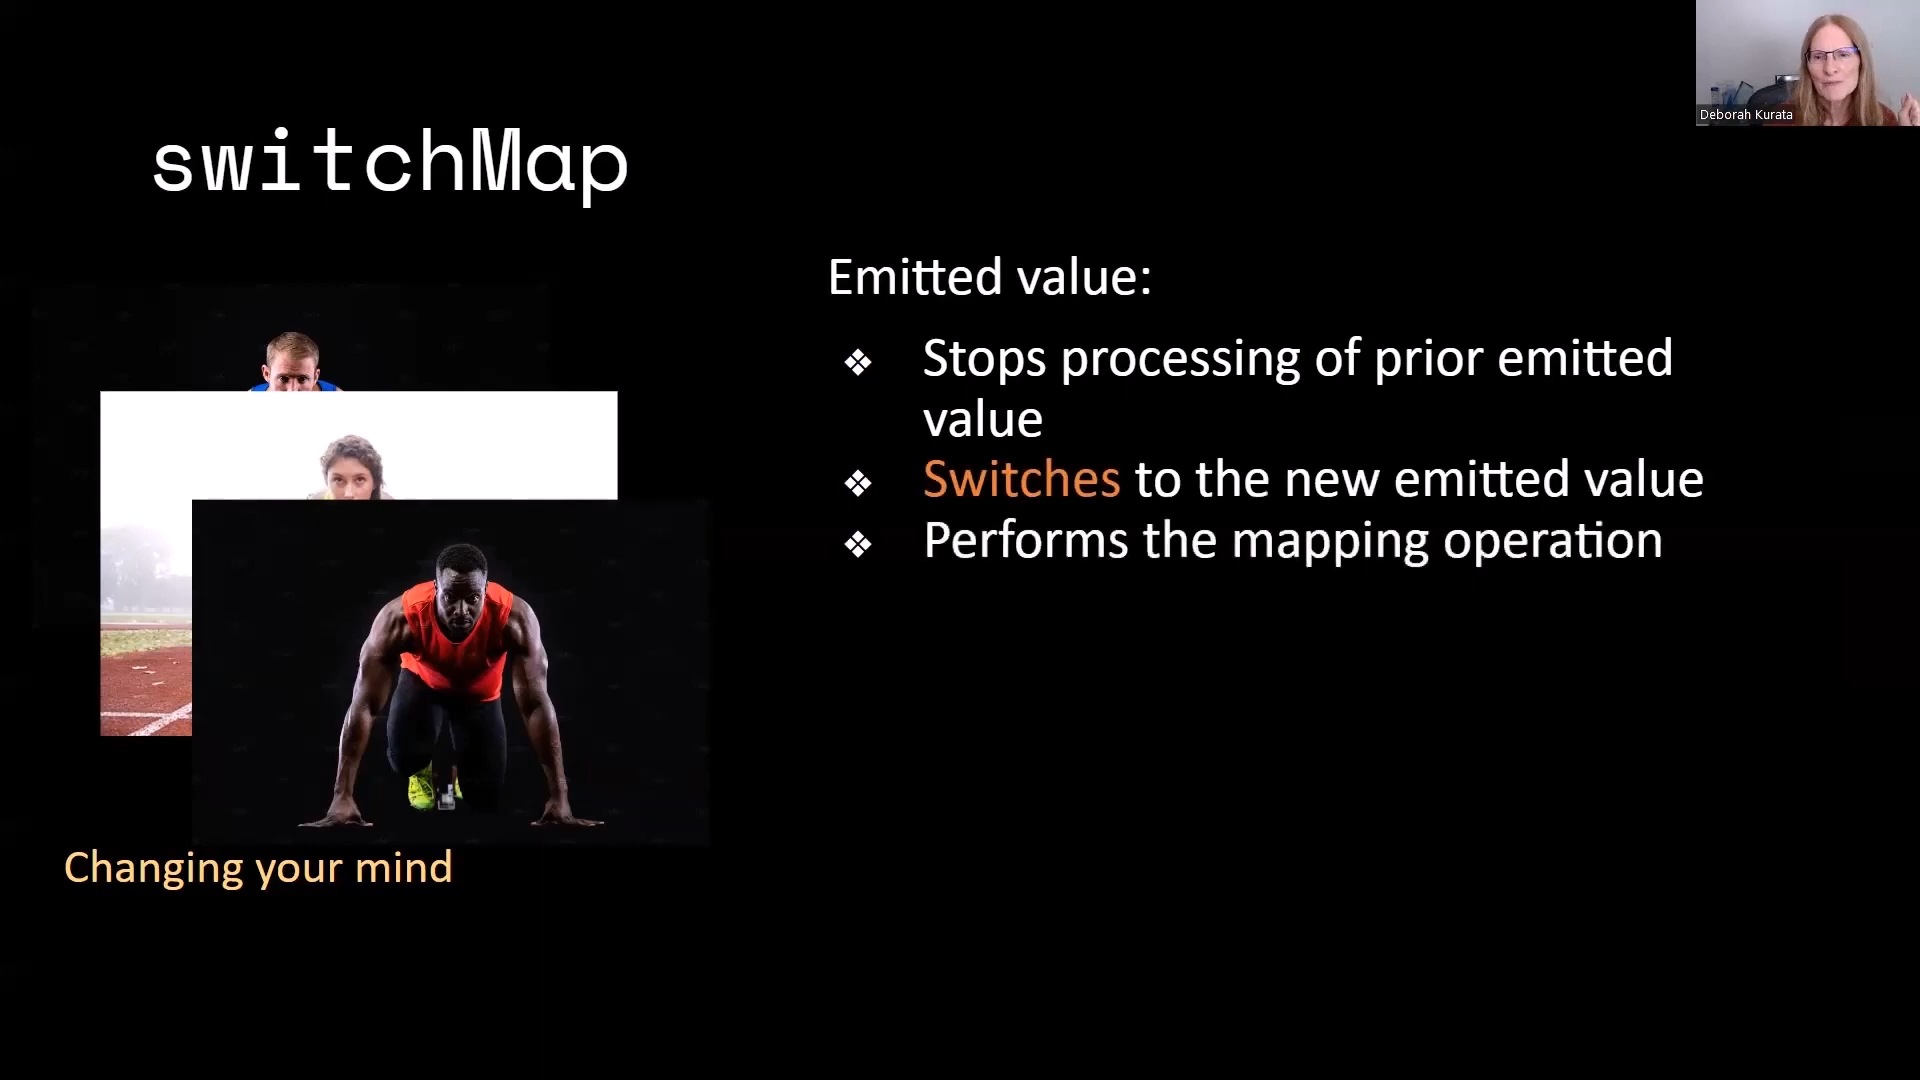 Deborah Kurata
switchMap
Emitted value:
❖ Stops processing of prior emitted
value
❖ Switches to the new emitted value
❖ Performs the mapping operation
Changing your mind